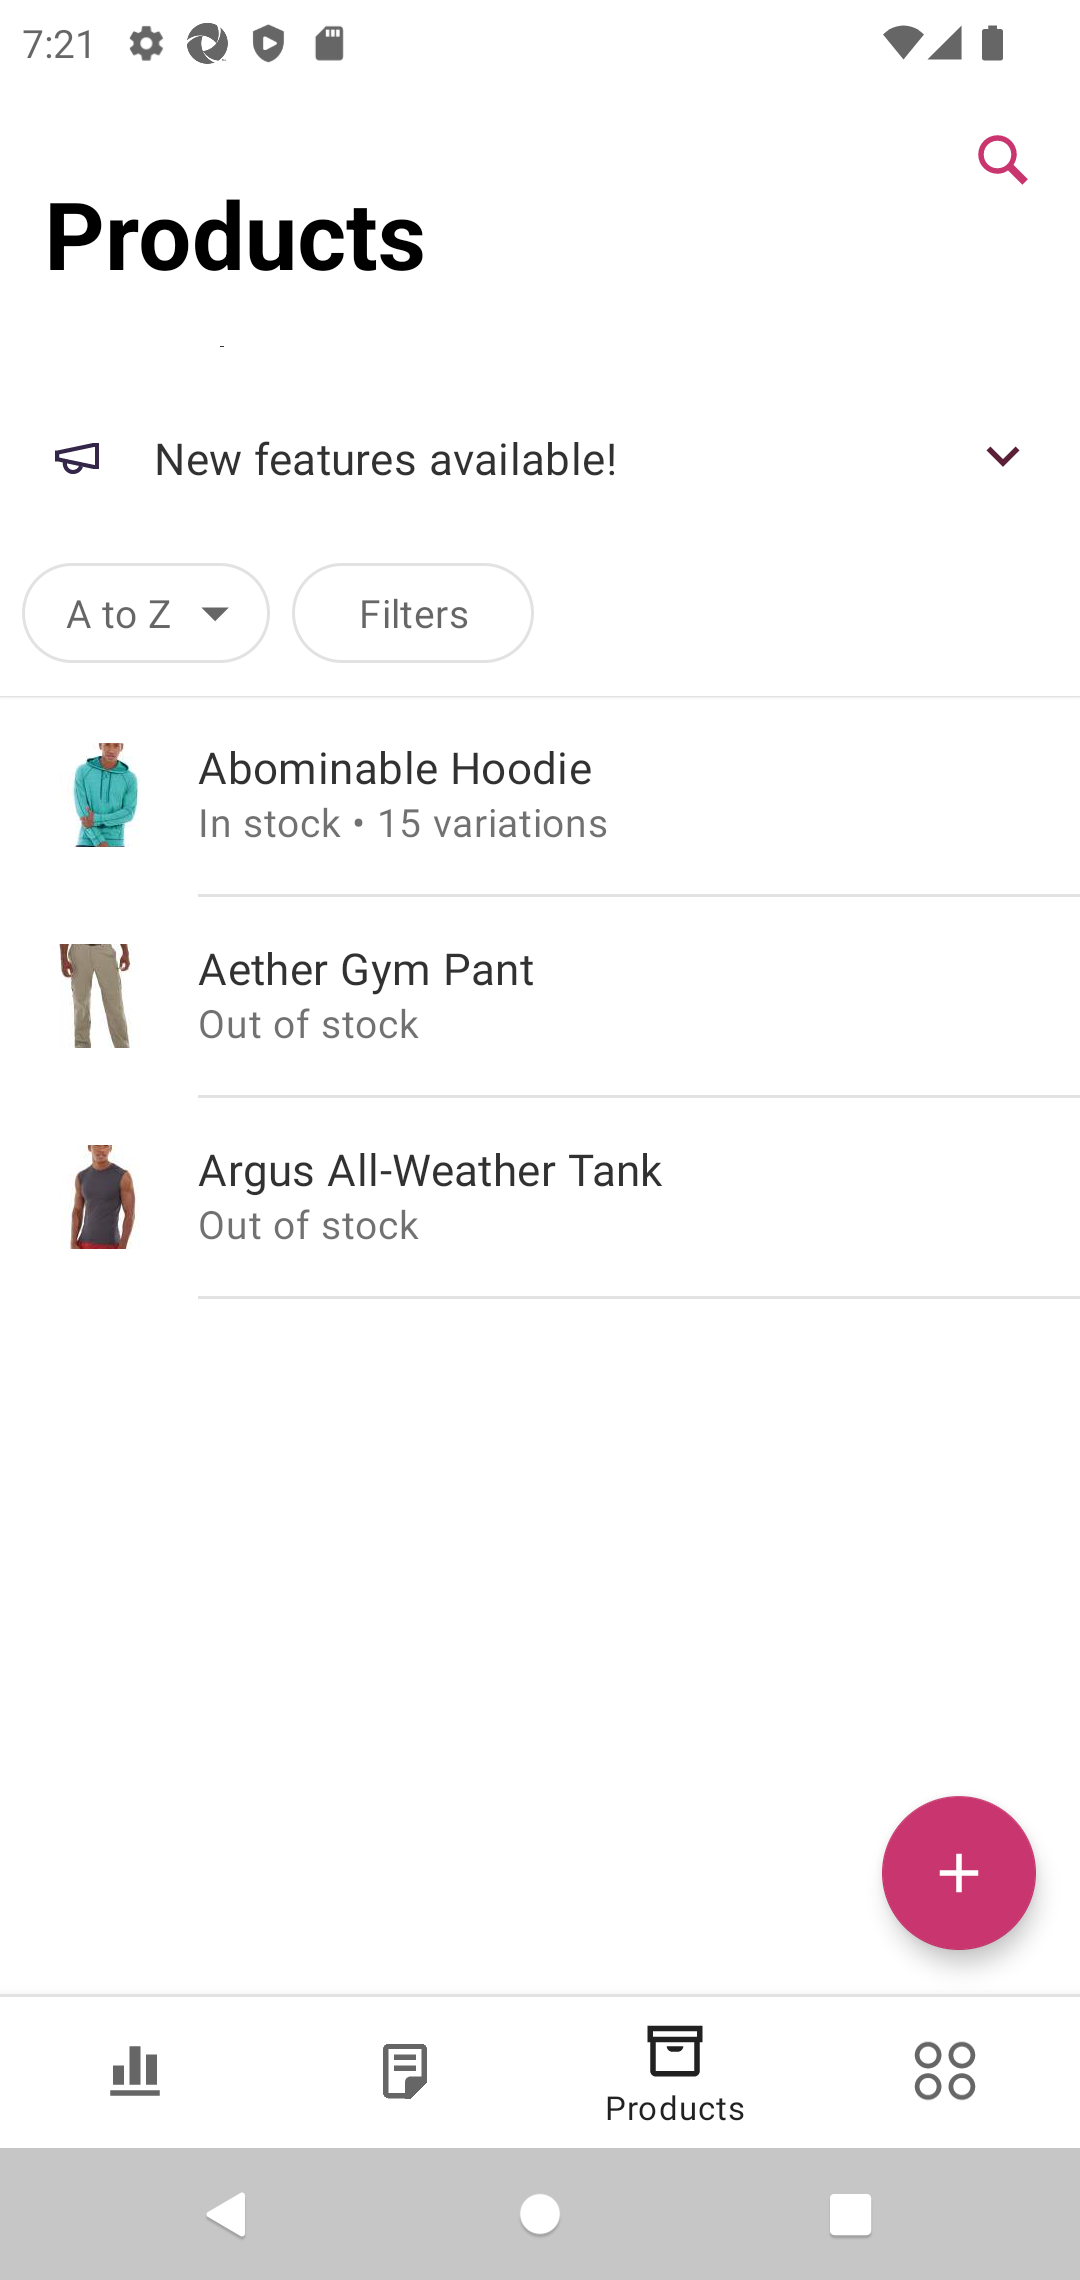 7:21
Products
New features available!
A to Z
Filters
Abominable Hoodie
In stock • 15 variations
Aether Gym Pant
Out of stock
Argus All-Weather Tank
Out of stock
Products